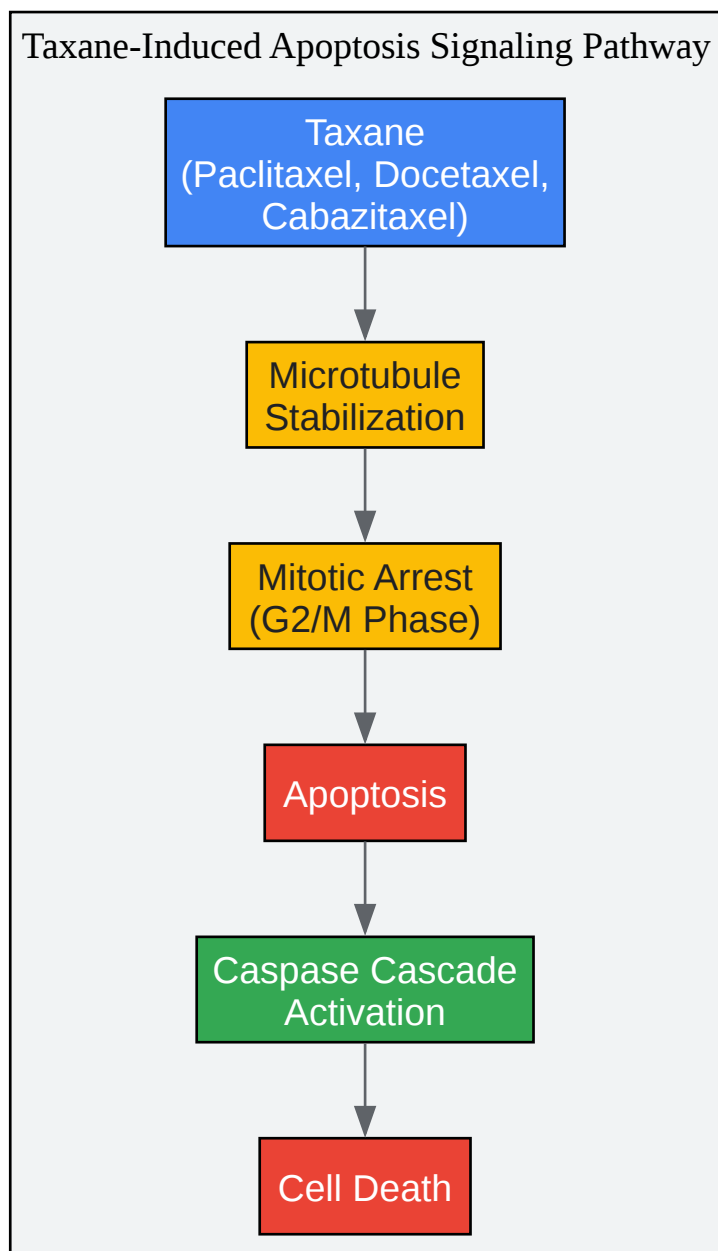 Taxane-Induced Apoptosis Signaling Pathway
Taxane
(Paclitaxel, Docetaxel,
Cabazitaxel)
Microtubule
Stabilization
Mitotic Arrest
(G2/M Phase)
Apoptosis
Caspase Cascade
Activation
Cell Death